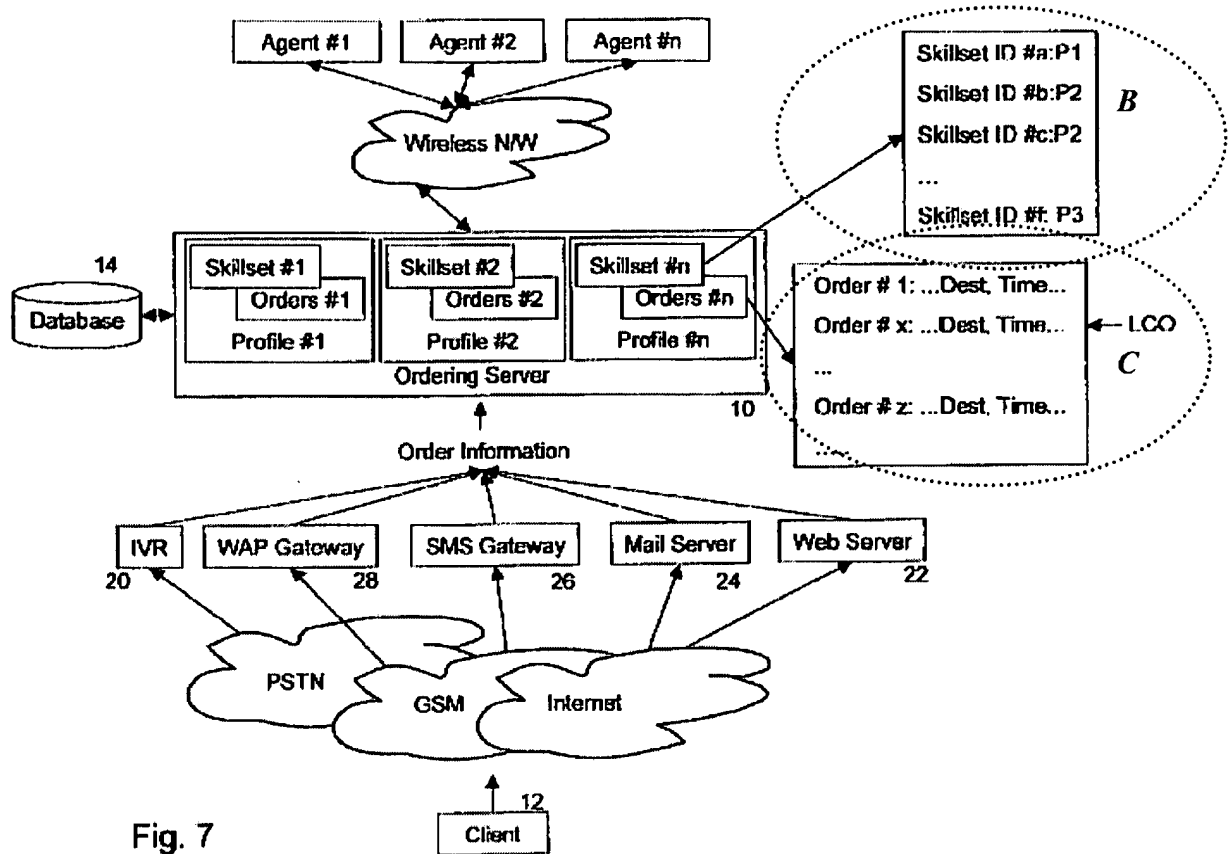 Agent #1
Agent #2
Agent #n
Wireless N/W
Skillset ID #a:P1
Skillset ID #b:P2
Skillset ID #c:P2
...
Skillset ID #f: P3
B
14
Database
Skillset #1
Orders #1
Profile #1
Skillset #2
Orders #2
Profile #2
Skillset #n
Orders #n
Profile #n
Ordering Server
10
Order # 1: ...Dest, Time...
Order # x: ...Dest, Time...
...
Order # z: ...Dest, Time...
.....
LCO
C
Order Information
IVR
20
WAP Gateway
28
SMS Gateway
26
Mail Server
24
Web Server
22
PSTN
GSM
Internet
12
Client
Fig. 7